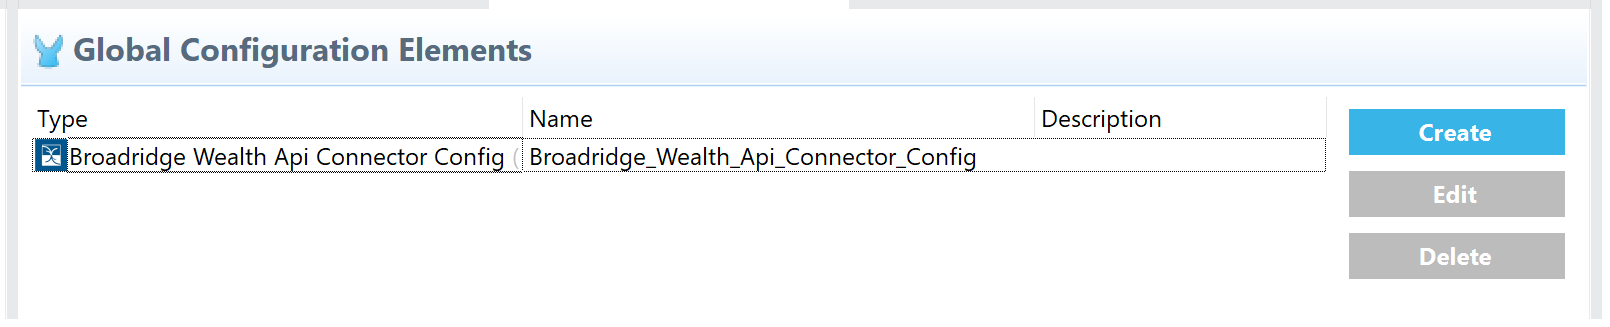 Global Configuration Elements
Type Name Description
Broadridge Wealth Api Connector Config ( Broadridge_Wealth_Api_Connector_Config
Create
Edit
Delete